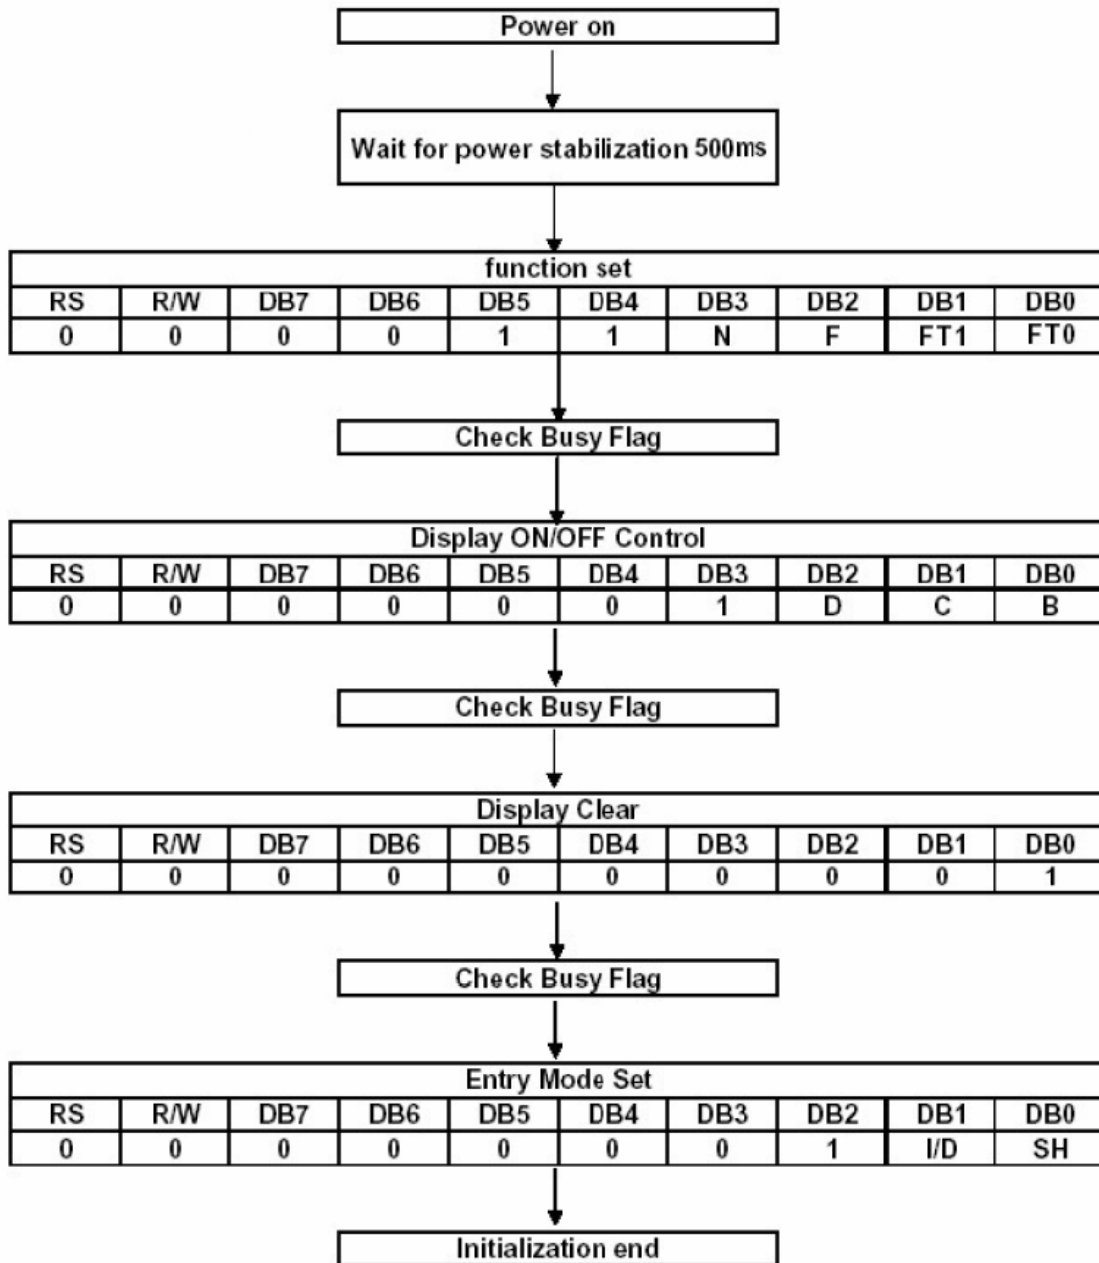 Power on
Wait for power stabilization 500ms
function set
RS R/W DB7 DB6 DB5 DB4 DB3 DB2 DB1 DB0
0 0 0 0 1 1 N F FT1 FT0
Check Busy Flag
Display ON/OFF Control
RS R/W DB7 DB6 DB5 DB4 DB3 DB2 DB1 DB0
0 0 0 0 0 0 1 D C B
Check Busy Flag
Display Clear
RS R/W DB7 DB6 DB5 DB4 DB3 DB2 DB1 DB0
0 0 0 0 0 0 0 0 0 1
Check Busy Flag
Entry Mode Set
RS R/W DB7 DB6 DB5 DB4 DB3 DB2 DB1 DB0
0 0 0 0 0 0 0 1 I/D SH
Initialization end